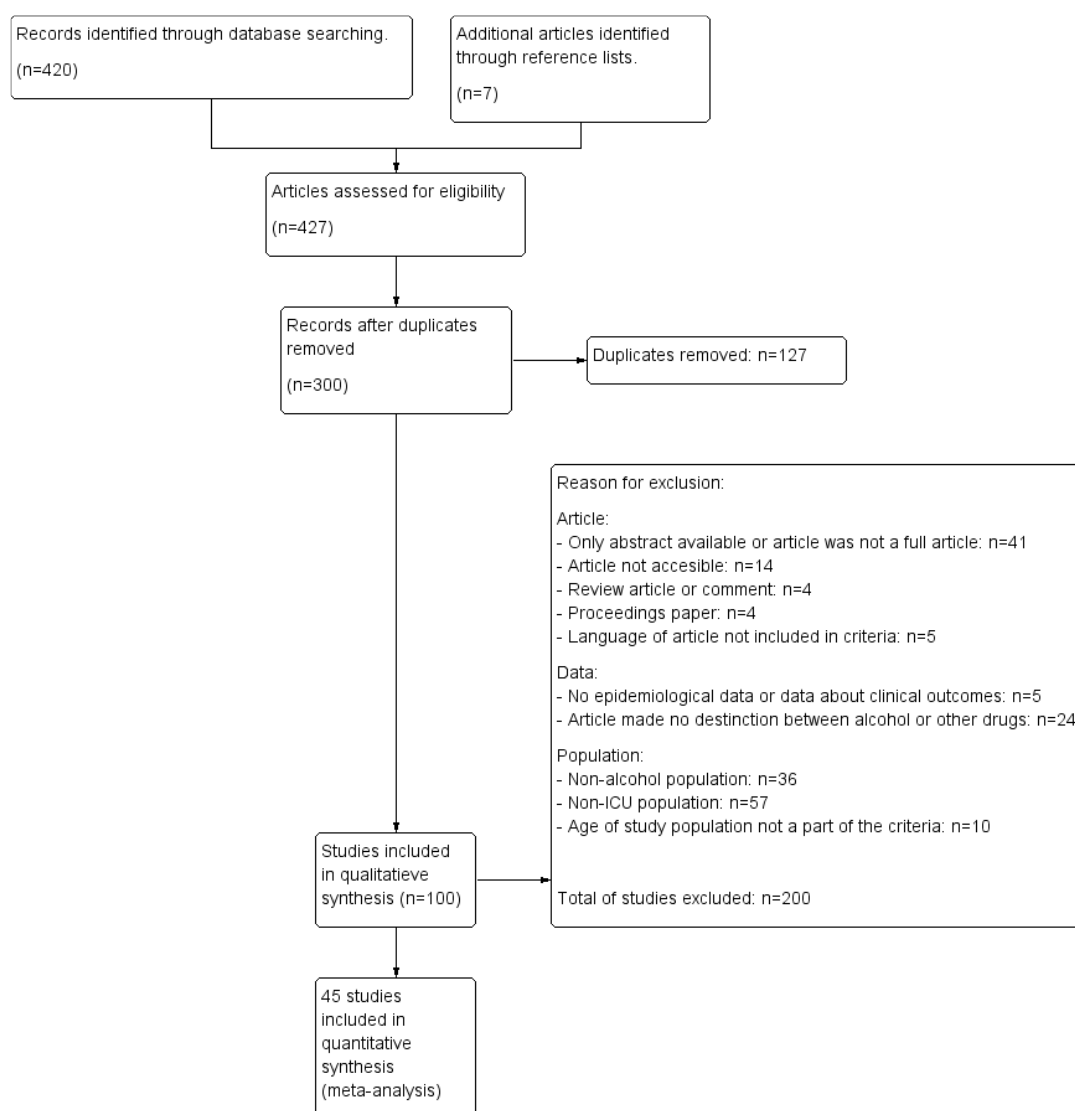 Records identified through database searching.
(n=420)
Additional articles identified
through reference lists.
(n=7)
Articles assessed for eligibility
(n=427)
Records after duplicates
removed
(n=300)
Duplicates removed: n=127
Reason for exclusion:
Article:
- Only abstract available or article was not a full article: n=41
- Article not accesible: n=14
- Review article or comment: n=4
- Proceedings paper: n=4
- Language of article not included in criteria: n=5
Data:
- No epidemiological data or data about clinical outcomes: n=5
- Article made no destinction between alcohol or other drugs: n=24
Population:
- Non-alcohol population: n=36
- Non-ICU population: n=57
- Age of study population not a part of the criteria: n=10
Total of studies excluded: n=200
Studies included
in qualitatieve
synthesis (n=100)
45 studies
included in
quantitative
synthesis
(meta-analysis)